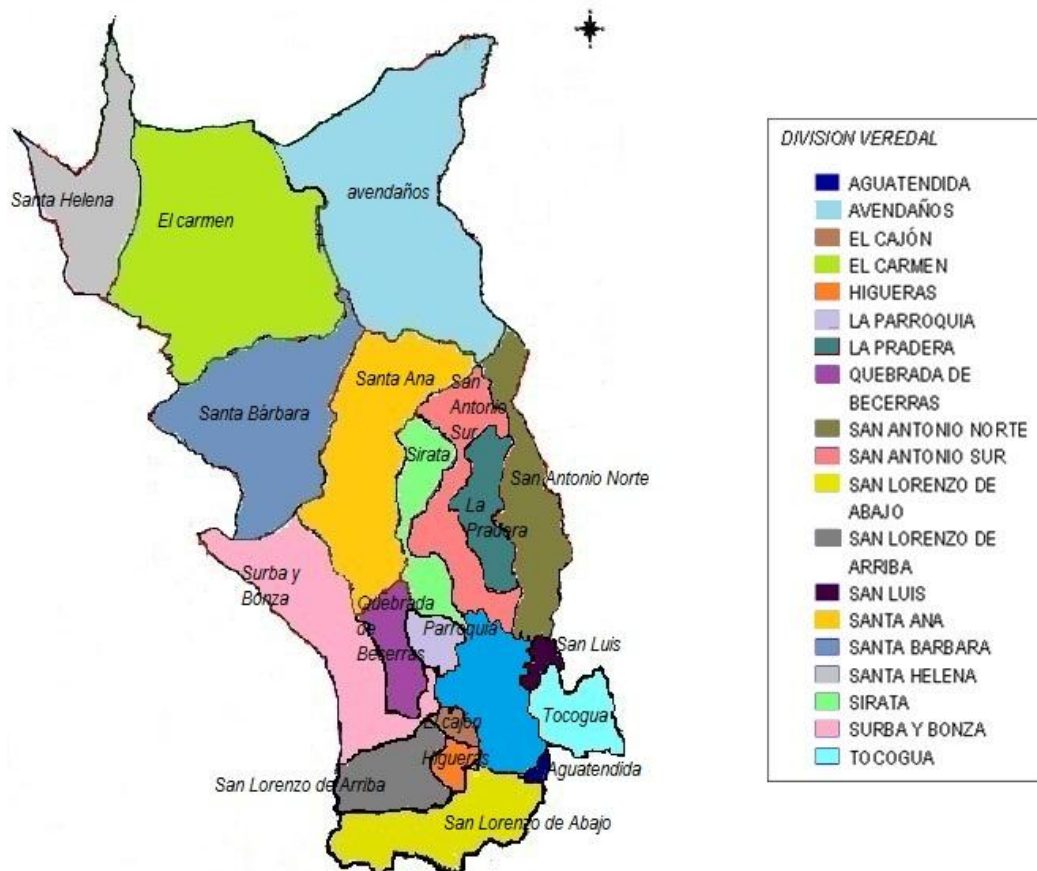 avendaños
Santa Helena
El carmen
Santa Ana
San
Antonio
Sur
Santa Bárbara
Sirata
San Antonio Norte
La
Pradera
Surba y
Bonza
Quebrada
de
Becerras
Parroquia
San Luis
Tocogua
El cajón
Higueras
Aguatendida
San Lorenzo de Arriba
San Lorenzo de Abajo
DIVISION VEREDAL
AGUATENDIDA
AVENDAÑOS
EL CAJÓN
EL CARMEN
HIGUERAS
LA PARROQUIA
LA PRADERA
QUEBRADA DE
BECERRAS
SAN ANTONIO NORTE
SAN ANTONIO SUR
SAN LORENZO DE
ABAJO
SAN LORENZO DE
ARRIBA
SAN LUIS
SANTA ANA
SANTA BARBARA
SANTA HELENA
SIRATA
SURBA Y BONZA
TOCOGUA